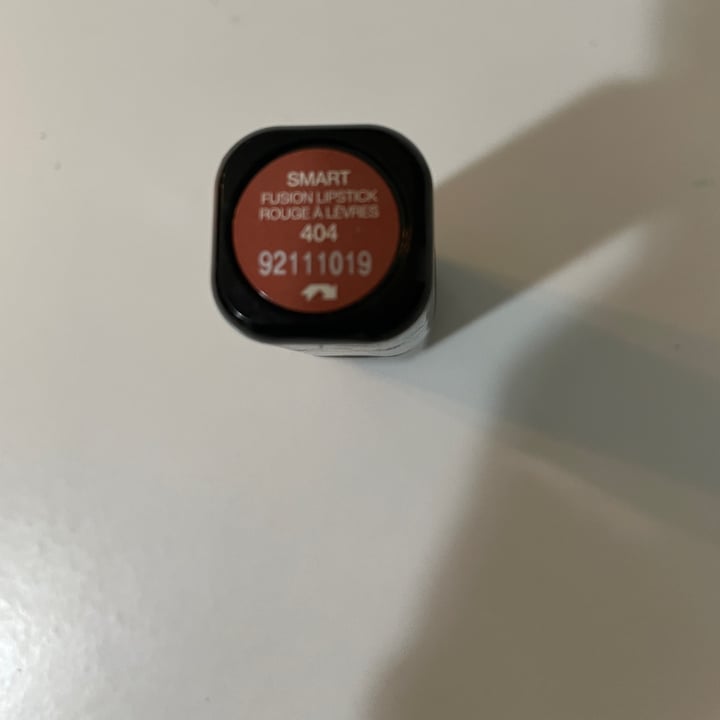 SMART
FUSION LIPSTICK
ROUGE À LÈVRES
404
92111019